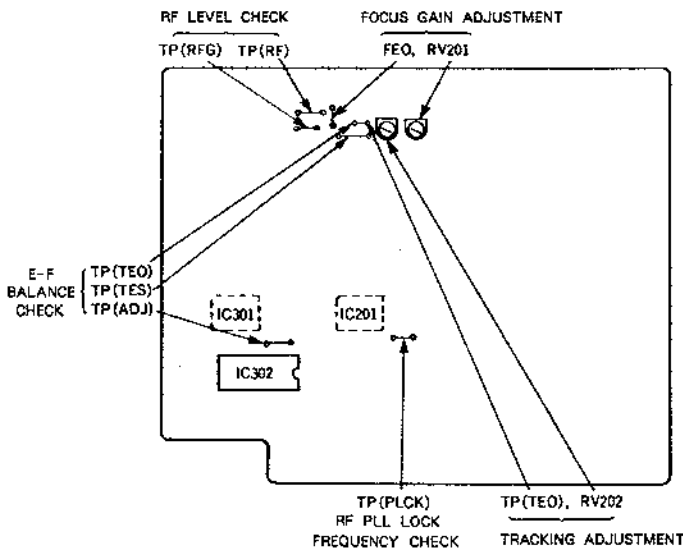 RF LEVEL CHECK
TP(RFG) TP(RF)
FOCUS GAIN ADJUSTMENT
FEO, RV201
E-F
BALANCE
CHECK
TP(TEO)
TP(TES)
TP(ADJ)
IC301
IC201
IC302
TP(PLCK)
RF PLL LOCK
FREQUENCY CHECK
TP(TEO), RV202
TRACKING ADJUSTMENT